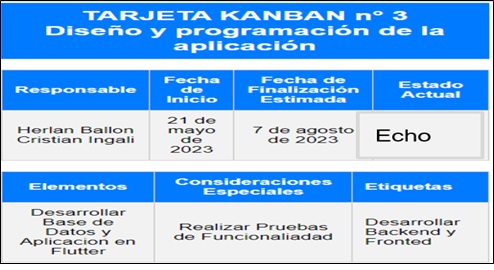 TARJETA KANBAN nº 3
Diseño y programación de la
aplicación
Responsable
Fecha
de
Inicio
Fecha de
Finalización
Estimada
Estado
Actual
Herlan Ballon
Cristian Ingali
21 de
mayo
de
2023
7 de agosto
de 2023
Echo
Elementos
Consideraciones
Especiales
Etiquetas
Desarrollar
Base de
Datos y
Aplicacion en
Flutter
Realizar Pruebas
de Funcionaliadad
Desarrollar
Backend y
Fronted